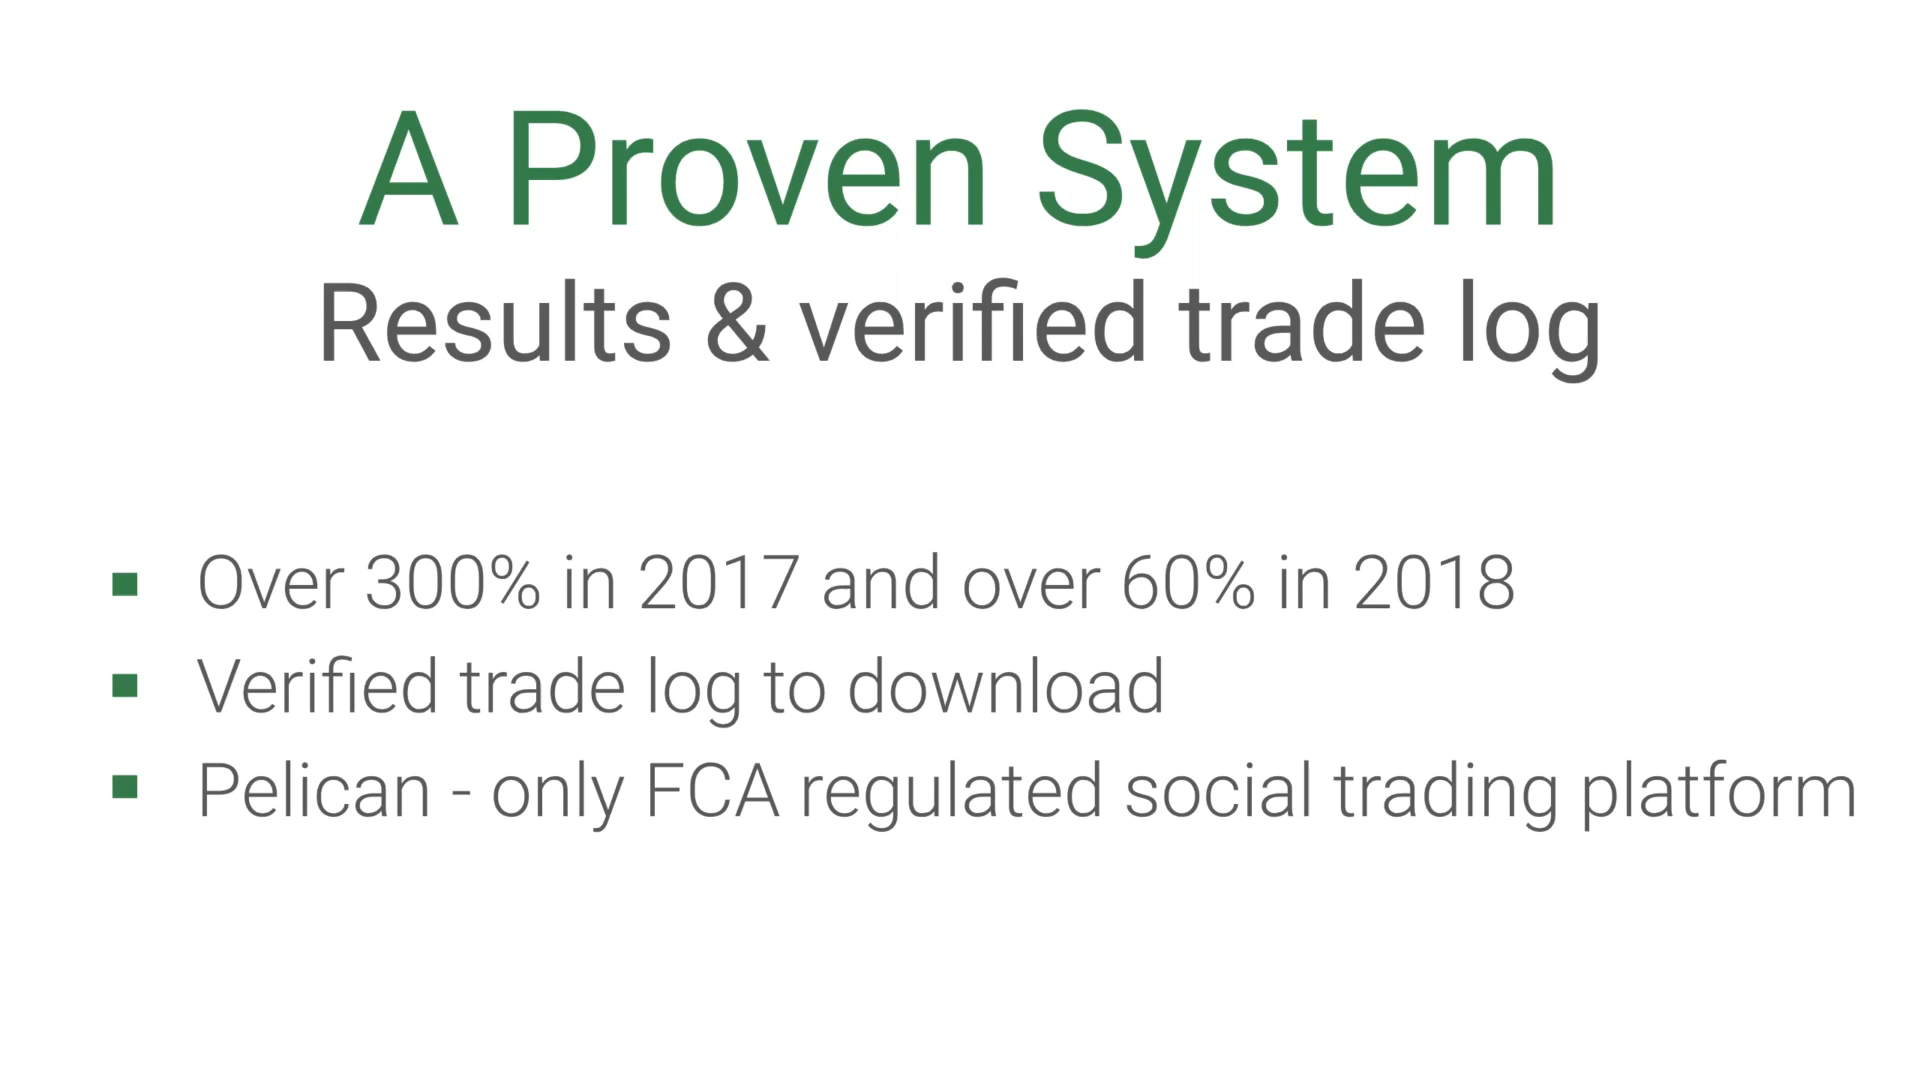 A Proven System
Results & verified trade log
Over 300% in 2017 and over 60% in 2018
Verified trade log to download
Pelican - only FCA regulated social trading platform